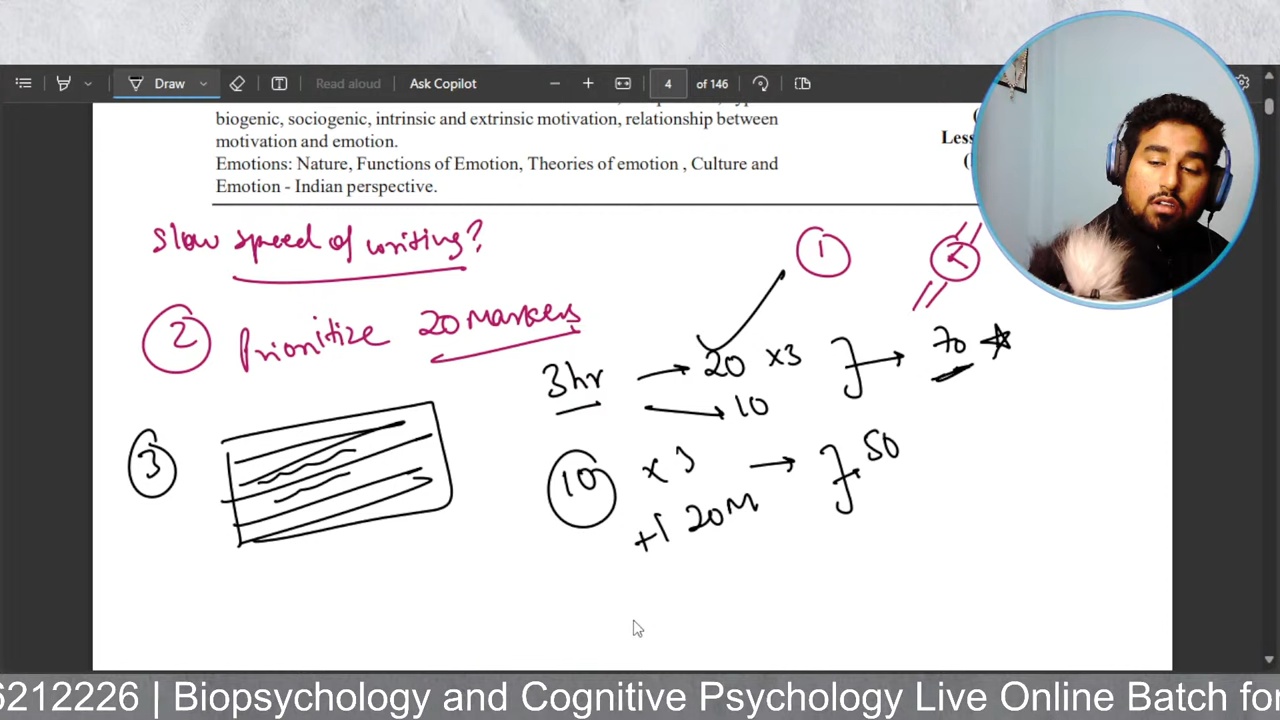 Draw
Read aloud
Ask Copilot
4
of 146
biogenic, sociogenic, intrinsic and extrinsic motivation, relationship between
motivation and emotion.
Less
Emotions: Nature, Functions of Emotion, Theories of emotion , Culture and
Emotion - Indian perspective.
Slow speed of writing?
1
2
2 Prioritize 20 Markers
3hr → 20 x3 } → 70
→ 10
3
10 x 3 → } 50
+1 20M
6212226 | Biopsychology and Cognitive Psychology Live Online Batch for